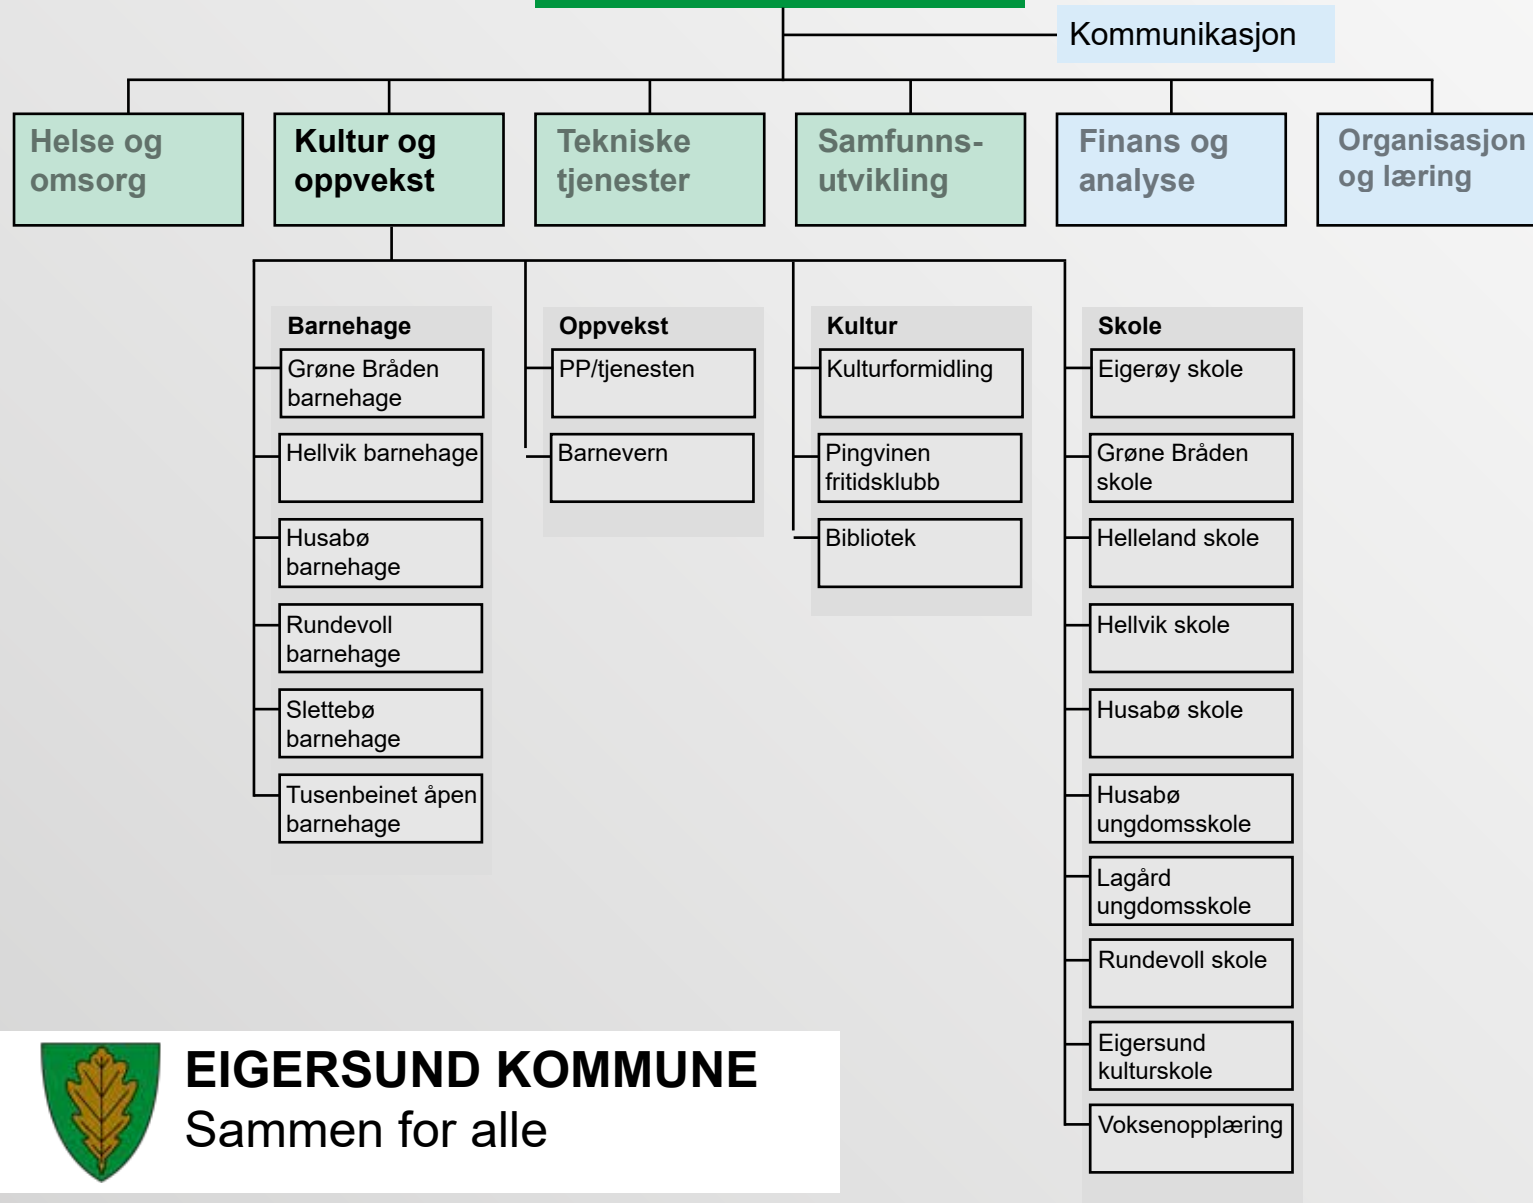 Kommunikasjon
Helse og
omsorg
Kultur og
oppvekst
Tekniske
tjenester
Samfunns-
utvikling
Finans og
analyse
Organisasjon
og læring
Barnehage
Grøne Bråden
barnehage
Hellvik barnehage
Husabø
barnehage
Rundevoll
barnehage
Slettebø
barnehage
Tusenbeinet åpen
barnehage
Oppvekst
PP/tjenesten
Barnevern
Kultur
Kulturformidling
Pingvinen
fritidsklubb
Bibliotek
Skole
Eigerøy skole
Grøne Bråden
skole
Helleland skole
Hellvik skole
Husabø skole
Husabø
ungdomsskole
Lagård
ungdomsskole
Rundevoll skole
Eigersund
kulturskole
Voksenopplæring
EIGERSUND KOMMUNE
Sammen for alle